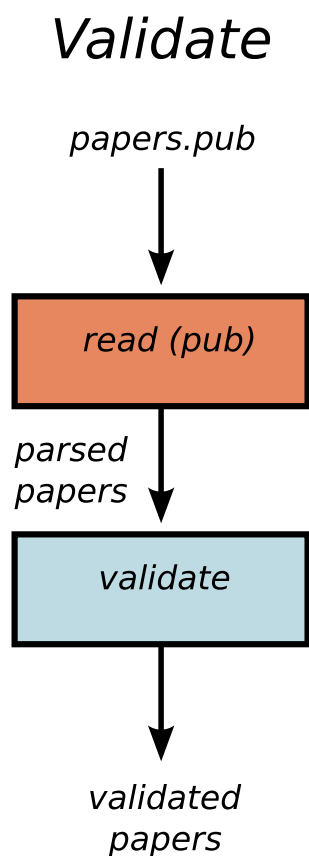 Validate
papers.pub
read (pub)
parsed
papers
validate
validated
papers